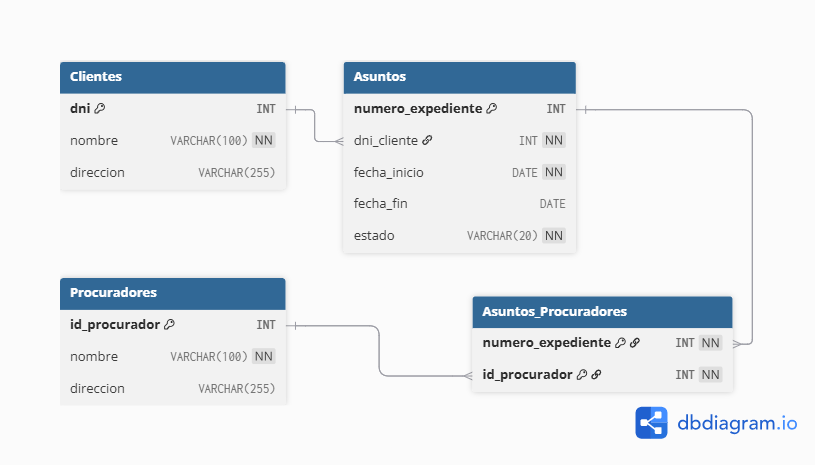 Clientes
dni INT
nombre VARCHAR(100) NN
direccion VARCHAR(255)
Asuntos
numero_expediente INT
dni_cliente INT NN
fecha_inicio DATE NN
fecha_fin DATE
estado VARCHAR(20) NN
Procuradores
id_procurador INT
nombre VARCHAR(100) NN
direccion VARCHAR(255)
Asuntos_Procuradores
numero_expediente INT NN
id_procurador INT NN
dbdiagram.io